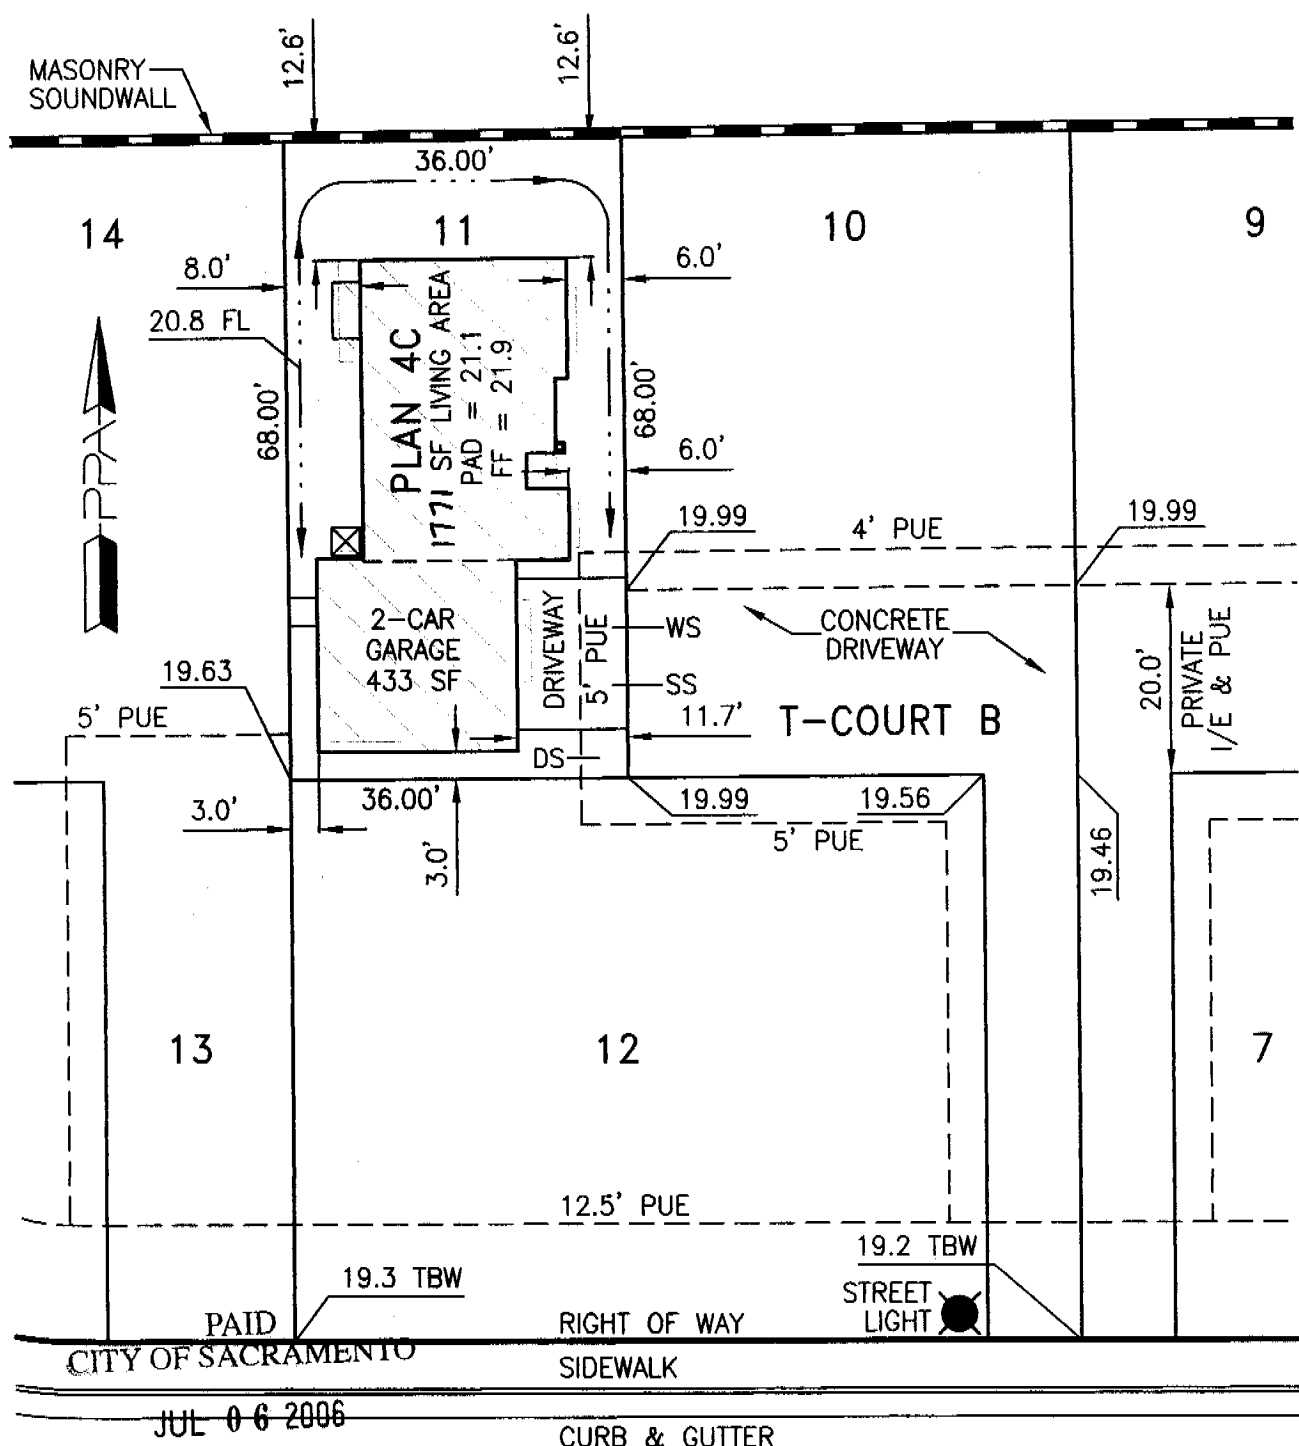 12.6'
12.6'
MASONRY
SOUNDWALL
36.00'
14
11
10
9
8.0'
6.0'
20.8 FL
PLAN 4C
1771 SF LIVING AREA
PAD = 21.1
FF = 21.9
68.00'
68.00'
PPA
6.0'
19.99
4' PUE
19.99
2-CAR
GARAGE
433 SF
DRIVEWAY
5' PUE
WS
SS
CONCRETE
DRIVEWAY
20.0'
PRIVATE
I/E & PUE
19.63
5' PUE
11.7'
T-COURT B
DS
3.0'
36.00'
3.0'
19.99
19.56
5' PUE
19.46
13
12
7
12.5' PUE
19.3 TBW
19.2 TBW
STREET
LIGHT
PAID
CITY OF SACRAMENTO
JUL 06 2006
RIGHT OF WAY
SIDEWALK
CURB & GUTTER